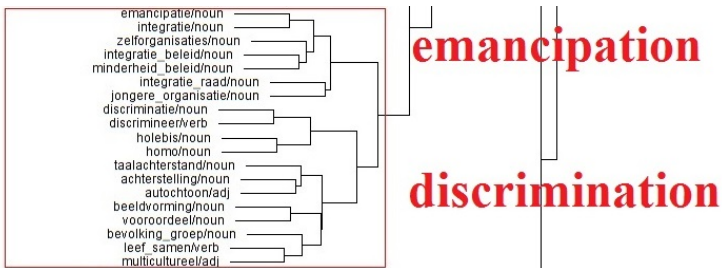 emancipatie/noun
integratie/noun
zelforganisaties/noun
integratie_beleid/noun
minderheid_beleid/noun
integratie_raad/noun
jongere_organisatie/noun
discriminatie/noun
discrimineer/verb
holebis/noun
homo/noun
taalachterstand/noun
achterstelling/noun
autochtoon/adj
beeldvorming/noun
vooroordeel/noun
bevolking_groep/noun
leef_samen/verb
multicultureel/adj
emancipation
discrimination